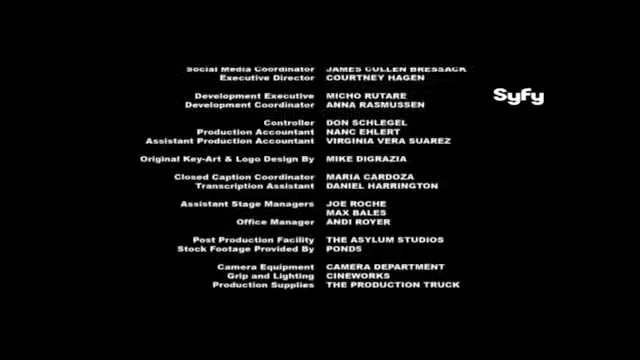 Social Media Coordinator JAMES CULLEN BRESSACK
Executive Director COURTNEY HAGEN
Development Executive MICHO RUTARE
Development Coordinator ANNA RASMUSSEN
Syfy
Controller DON SCHLEGEL
Production Accountant NANC EHLERT
Assistant Production Accountant VIRGINIA VERA SUAREZ
Original Key-Art & Logo Design By MIKE DIGRAZIA
Closed Caption Coordinator MARIA CARDOZA
Transcription Assistant DANIEL HARRINGTON
Assistant Stage Managers JOE ROCHE
MAX BALES
Office Manager ANDI ROYER
Post Production Facility THE ASYLUM STUDIOS
Stock Footage Provided By POND5
Camera Equipment CAMERA DEPARTMENT
Grip and Lighting CINEWORKS
Production Supplies THE PRODUCTION TRUCK